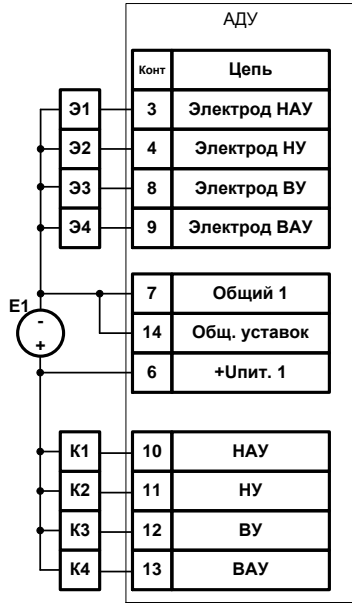 АДУ
Конт Цепь
Э1 3 Электрод НАУ
Э2 4 Электрод НУ
Э3 8 Электрод ВУ
Э4 9 Электрод ВАУ
7 Общий 1
E1
- 14 Общ. уставок
+ 6 +Uпит. 1
К1 10 НАУ
К2 11 НУ
К3 12 ВУ
К4 13 ВАУ